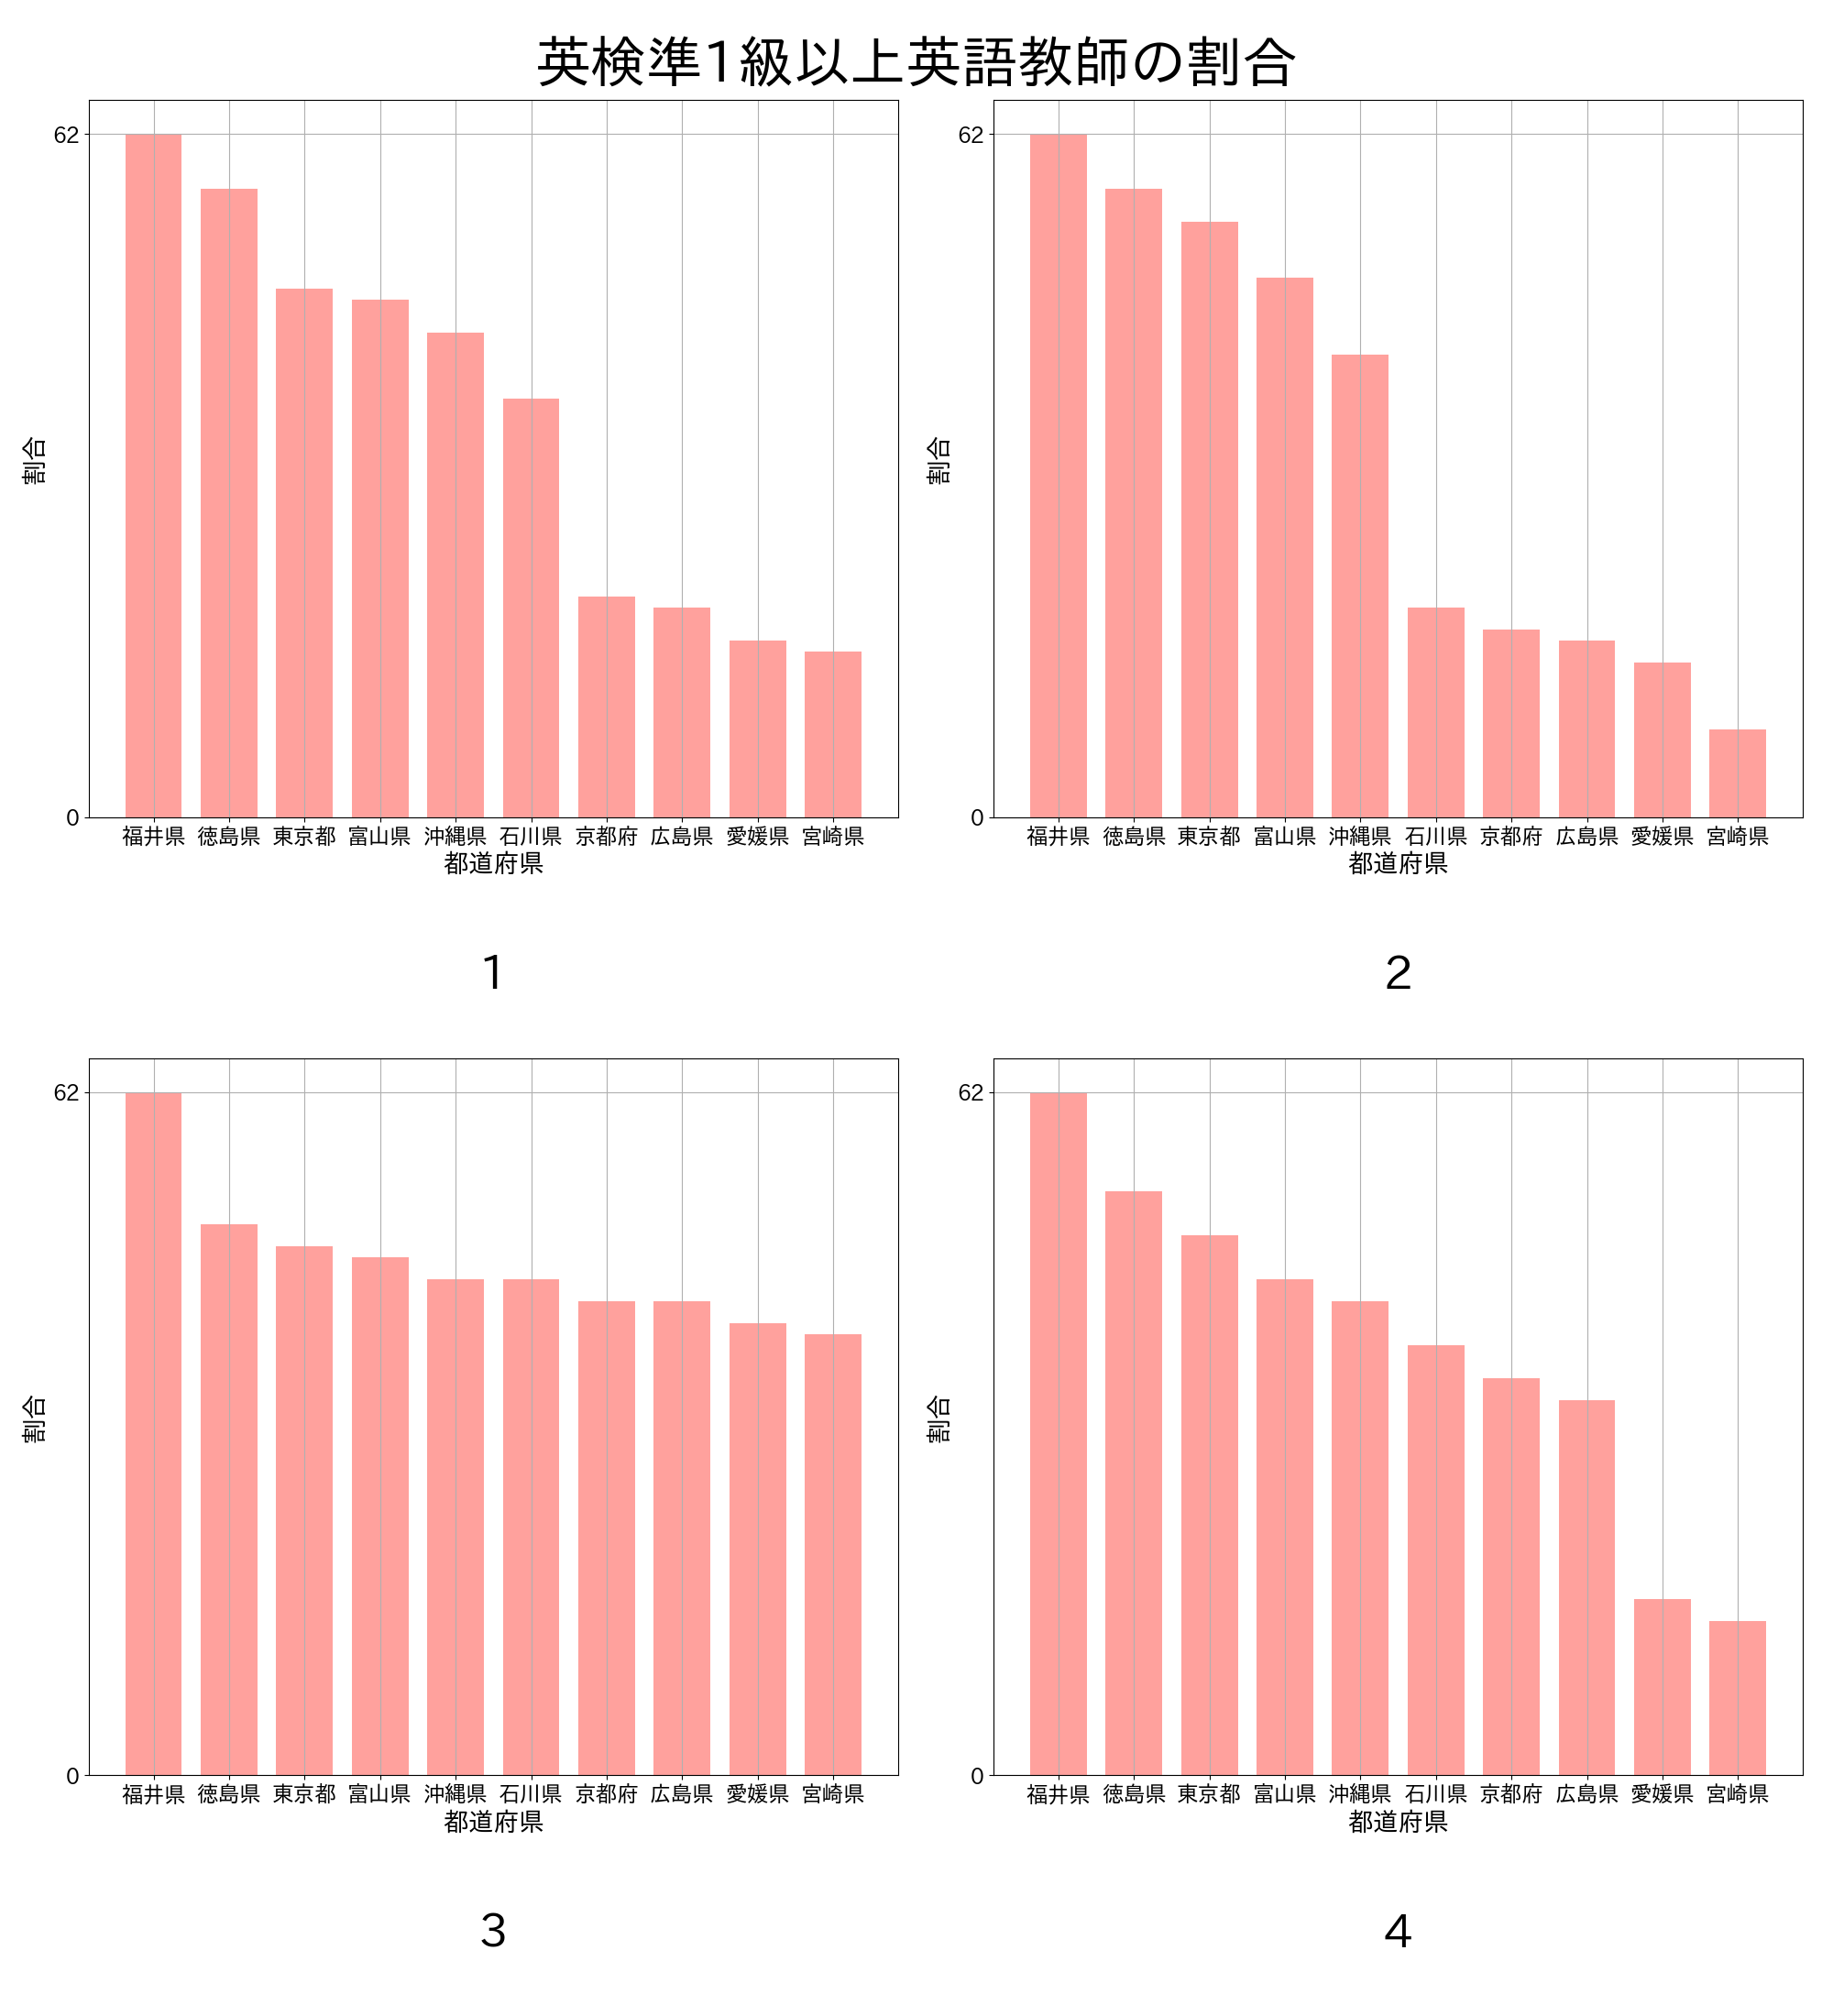 英検準1級以上英語教師の割合
62
0
割合
福井県 徳島県 東京都 富山県 沖縄県 石川県 京都府 広島県 愛媛県 宮崎県
都道府県
1
62
0
割合
福井県 徳島県 東京都 富山県 沖縄県 石川県 京都府 広島県 愛媛県 宮崎県
都道府県
2
62
0
割合
福井県 徳島県 東京都 富山県 沖縄県 石川県 京都府 広島県 愛媛県 宮崎県
都道府県
3
62
0
割合
福井県 徳島県 東京都 富山県 沖縄県 石川県 京都府 広島県 愛媛県 宮崎県
都道府県
4